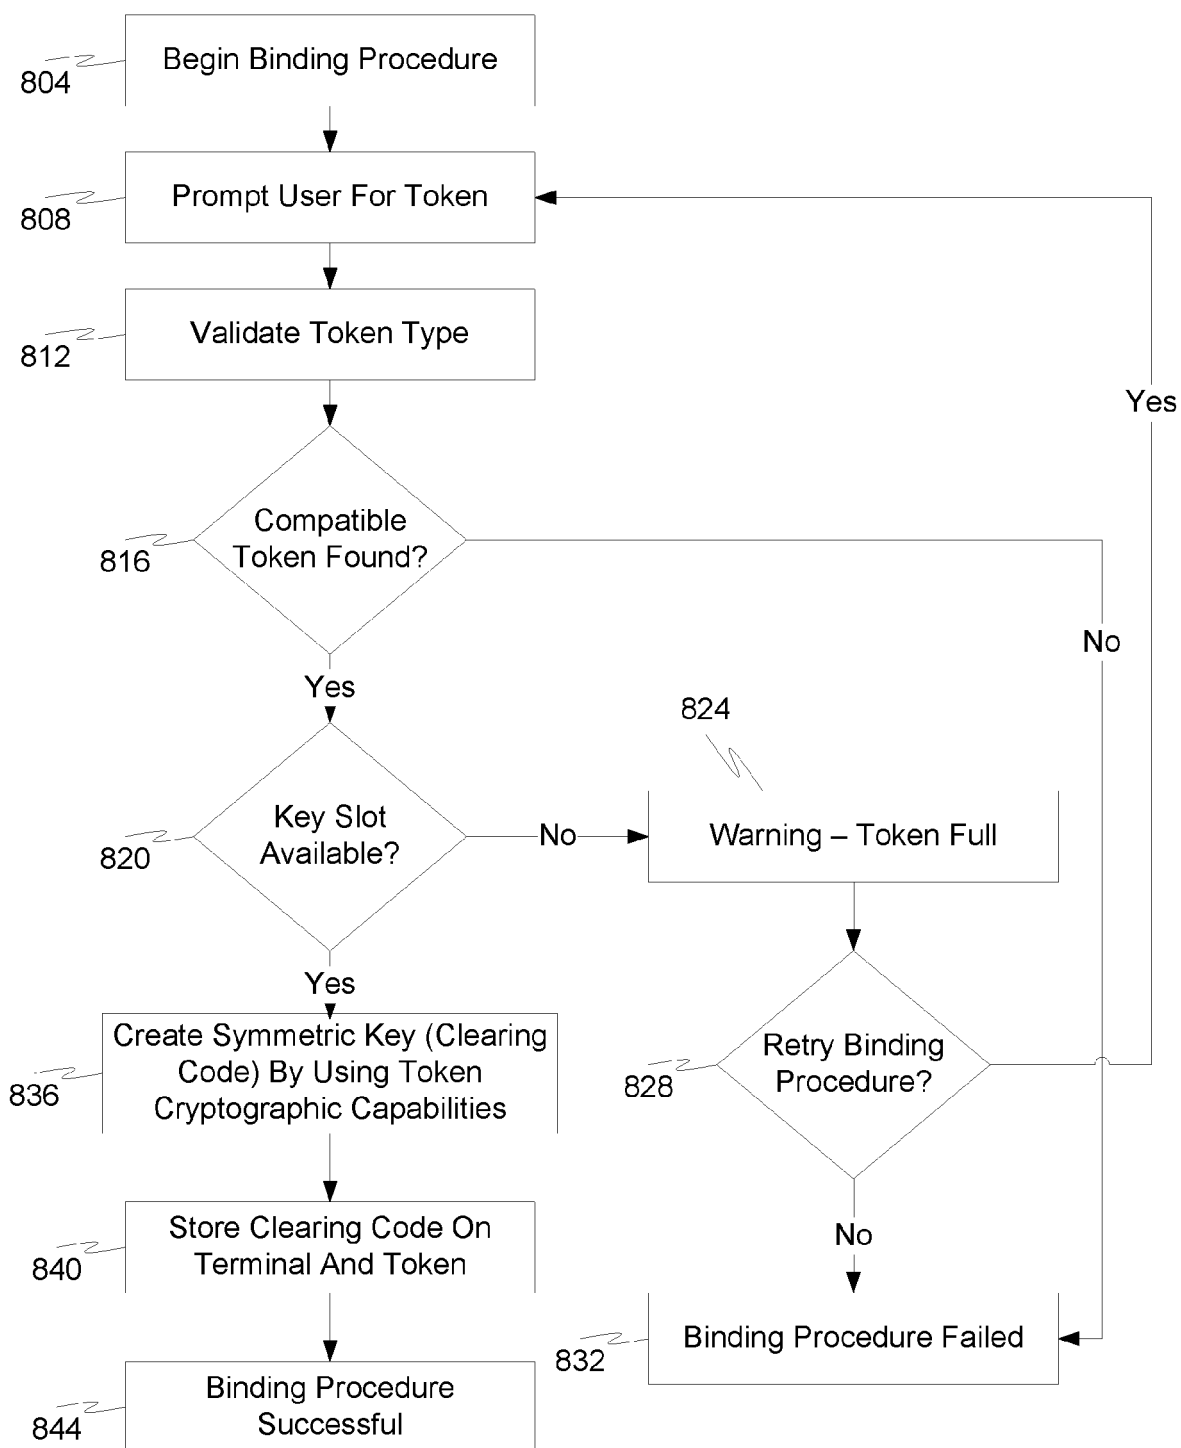 Begin Binding Procedure
804
Prompt User For Token
808
Validate Token Type
812
Yes
Compatible
Token Found?
816
No
Yes
824
Key Slot
Available?
820
No
Warning – Token Full
Yes
Create Symmetric Key (Clearing
Code) By Using Token
Cryptographic Capabilities
836
Retry Binding
Procedure?
828
Store Clearing Code On
Terminal And Token
840
No
Binding Procedure Failed
832
Binding Procedure
Successful
844